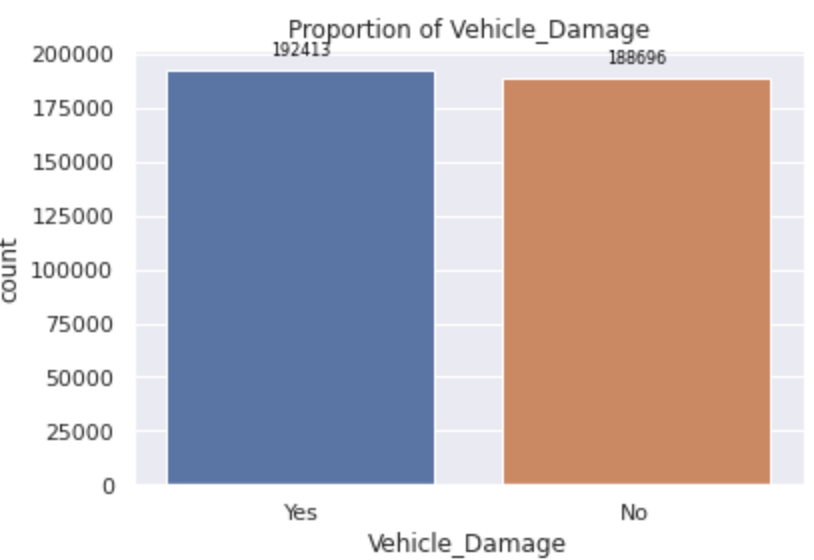 Proportion of Vehicle_Damage
192413
188696
200000
175000
150000
125000
100000
75000
50000
25000
0
count
Yes No
Vehicle_Damage